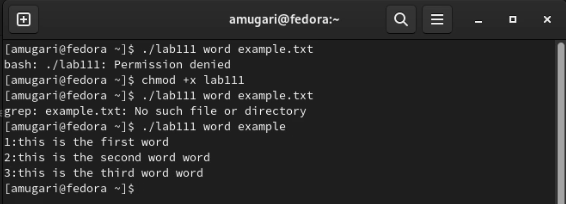 amugari@fedora:~
[amugari@fedora ~]$ ./lab111 word example.txt
bash: ./lab111: Permission denied
[amugari@fedora ~]$ chmod +x lab111
[amugari@fedora ~]$ ./lab111 word example.txt
grep: example.txt: No such file or directory
[amugari@fedora ~]$ ./lab111 word example
1:this is the first word
2:this is the second word word
3:this is the third word word
[amugari@fedora ~]$